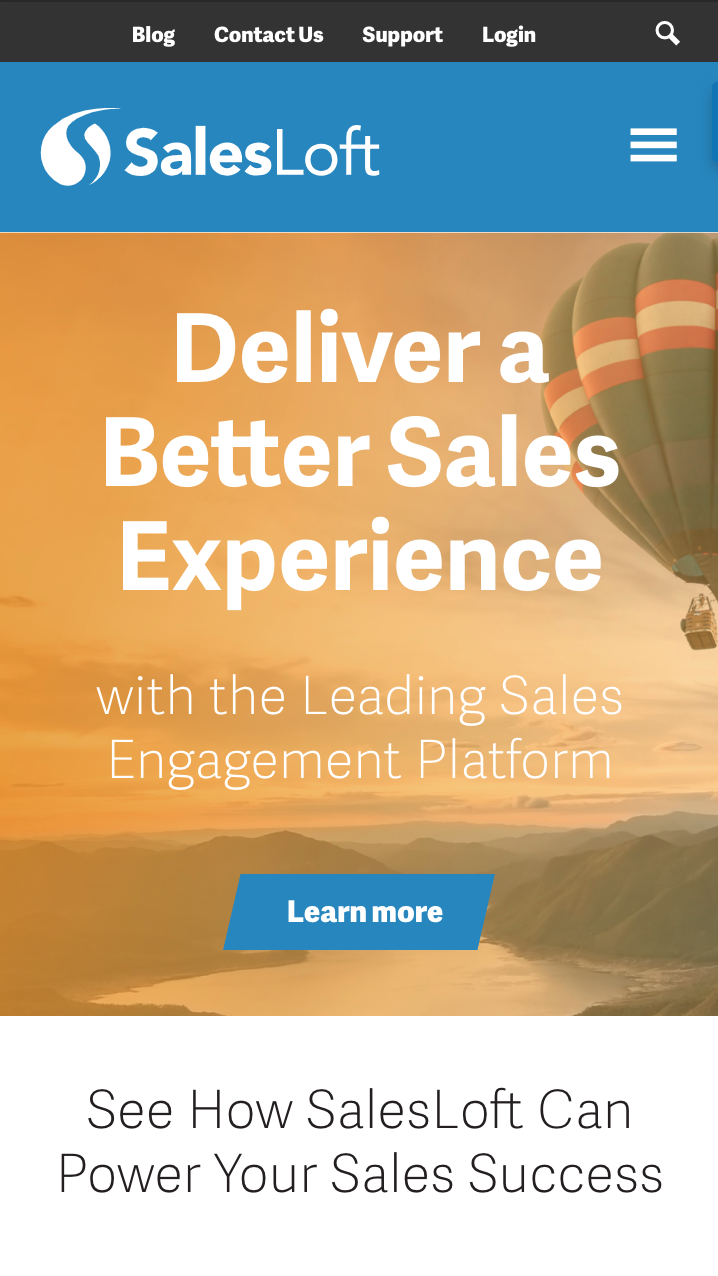 Blog Contact Us Support Login
SalesLoft
Deliver a
Better Sales
Experience
with the Leading Sales
Engagement Platform
Learn more
See How SalesLoft Can
Power Your Sales Success